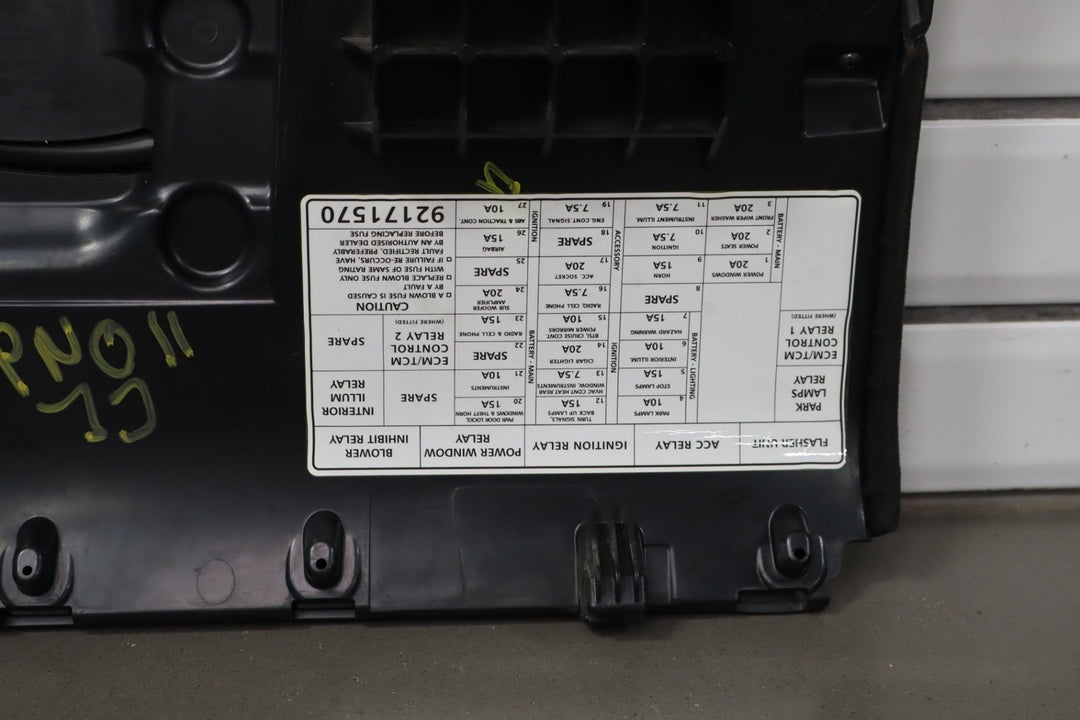 FLASHER UNIT
ACC RELAY
IGNITION RELAY
POWER WINDOW
RELAY
BLOWER
INHIBIT RELAY
PARK
LAMPS
RELAY
ECM/TCM
CONTROL
RELAY 1
(WHERE FITTED)
BATTERY - MAIN
1 POWER WINDOWS
20A
2 POWER SEATS
20A
3 FRONT WIPER WASHER
20A
BATTERY - LIGHTING
4 PARK LAMPS
10A
5 STOP LAMPS
15A
6 INTERIOR ILLUM.
10A
7 HAZARD WARNING
15A
8
SPARE
9 HORN
15A
10 IGNITION
7.5A
11 INSTRUMENT ILLUM.
7.5A
IGNITION
ACCESSORY
12 TURN SIGNALS,
BACK UP LAMPS
15A
13 HVAC CONT, HEAT.REAR
WINDOW, INSTRUMENTS
7.5A
14 CIGAR LIGHTER
20A
15 BTSI, CRUISE CONT.
POWER MIRRORS
10A
16 RADIO, CELL PHONE
7.5A
17 ACC. SOCKET
20A
18
SPARE
19 ENG.CONT.SIGNAL
7.5A
BATTERY - MAIN
IGNITION
20 PWR DOOR LOCKS,
WINDOWS & THEFT HORN
15A
21 INSTRUMENTS
10A
22
SPARE
23 RADIO & CELL PHONE
15A
24 SUB WOOFER
AMPLIFIER
20A
25
SPARE
26 AIRBAG
15A
27 ABS & TRACTION CONT.
10A
SPARE
INTERIOR
ILLUM
RELAY
ECM/TCM
CONTROL
RELAY 2
(WHERE FITTED)
SPARE
CAUTION
A BLOWN FUSE IS CAUSED
BY A FAULT
REPLACE BLOWN FUSE ONLY
WITH FUSE OF SAME RATING
IF FAILURE RE-OCCURS, HAVE
FAULT RECTIFIED, PREFERABLY
BY AN AUTHORISED DEALER
BEFORE REPLACING FUSE
92171570
PNO11